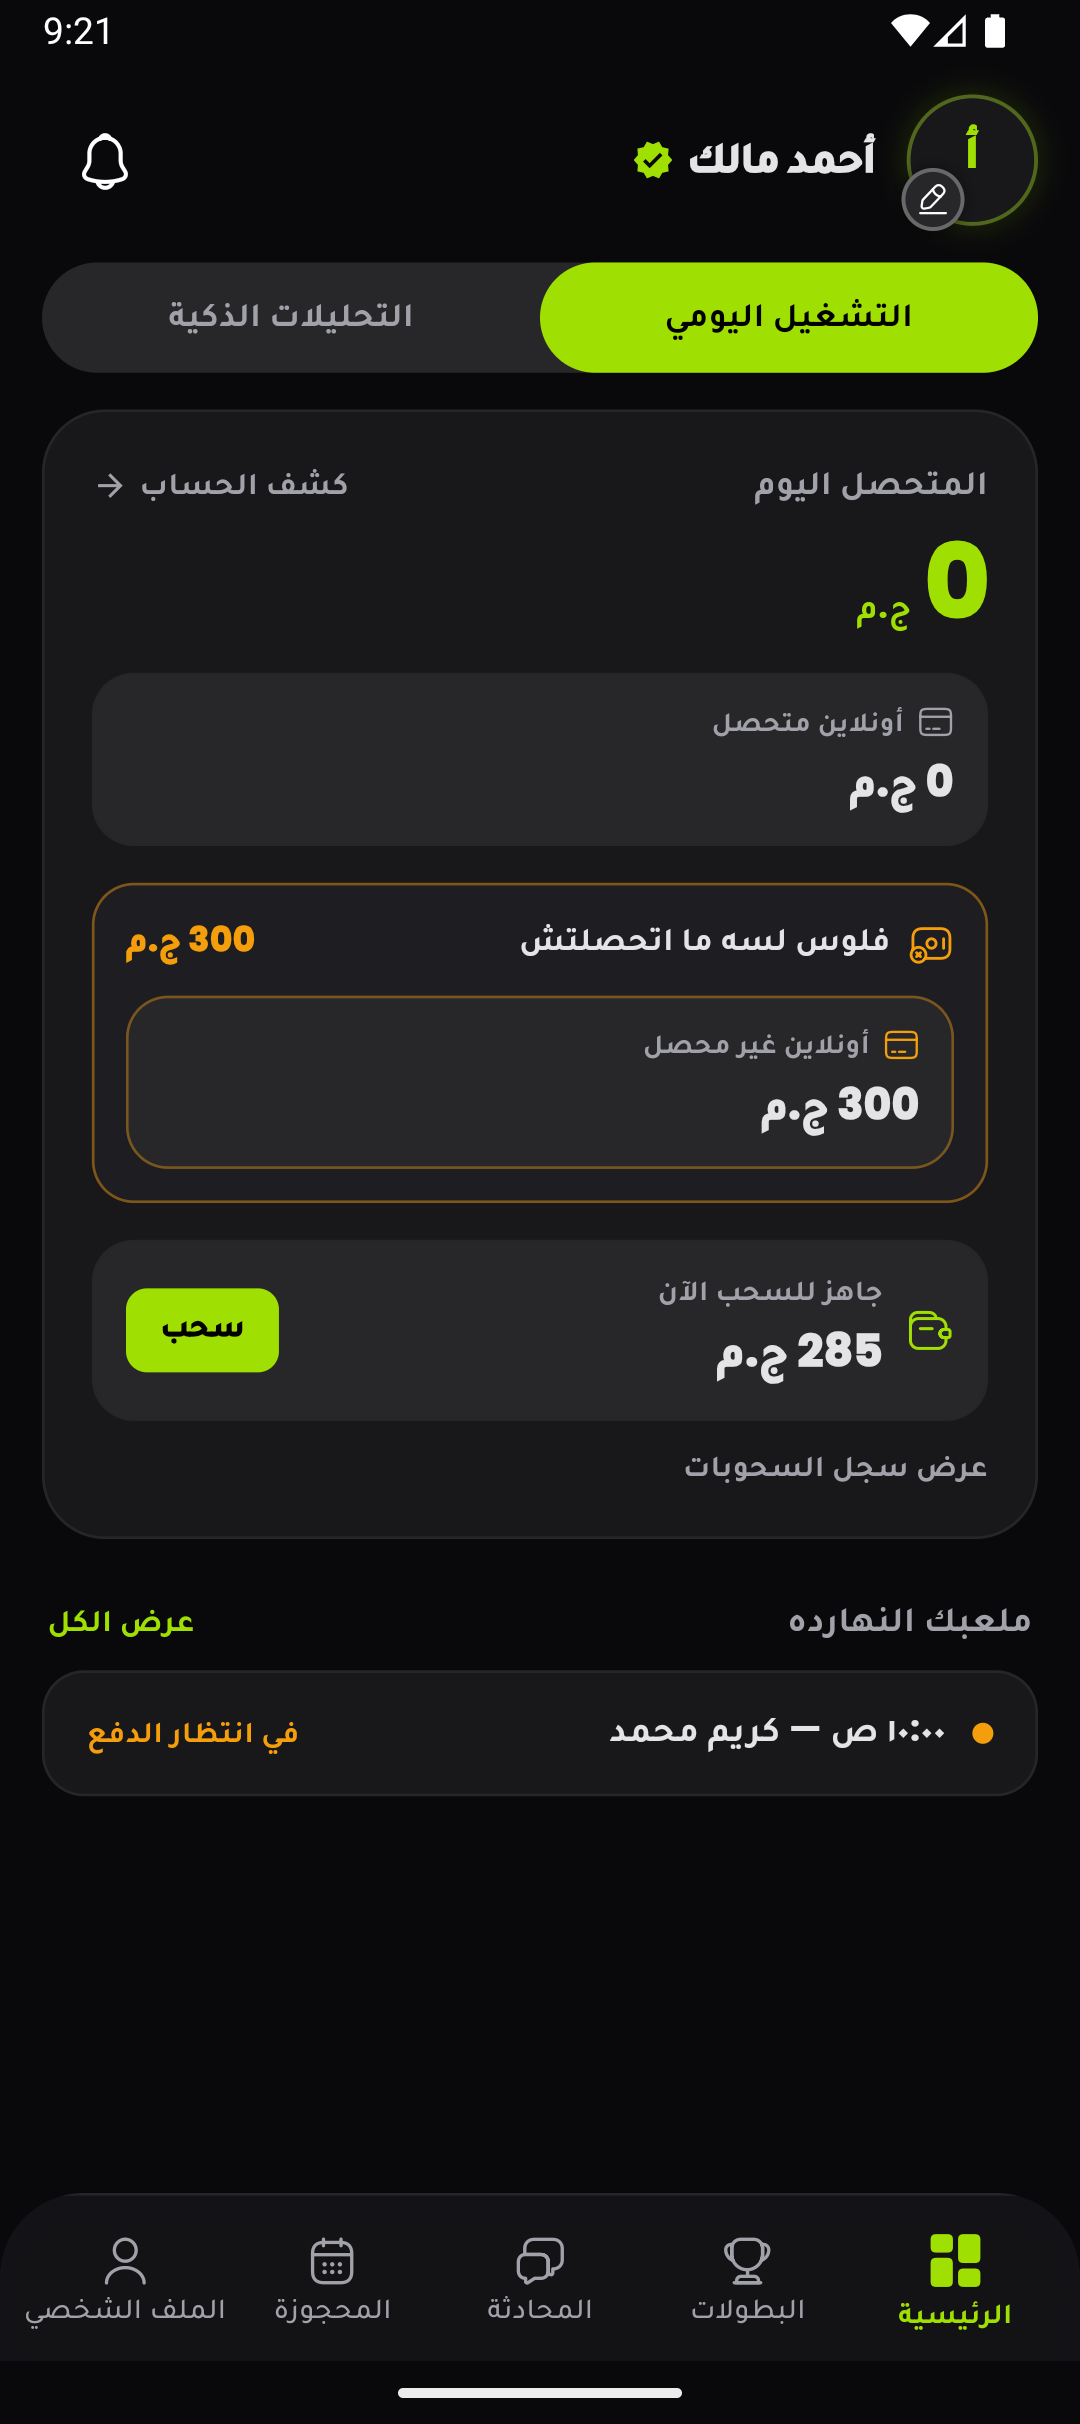 9:21
أ
أحمد مالك
التشغيل اليومي
التحليلات الذكية
المتحصل اليوم
كشف الحساب
0 ج.م
أونلاين متحصل
0 ج.م
فلوس لسه ما اتحصلتش
300 ج.م
أونلاين غير محصل
300 ج.م
جاهز للسحب الآن
285 ج.م
سحب
عرض سجل السحوبات
ملعبك النهارده
عرض الكل
١٠:٠٠ ص — كريم محمد
في انتظار الدفع
الرئيسية
البطولات
المحادثة
المحجوزة
الملف الشخصي